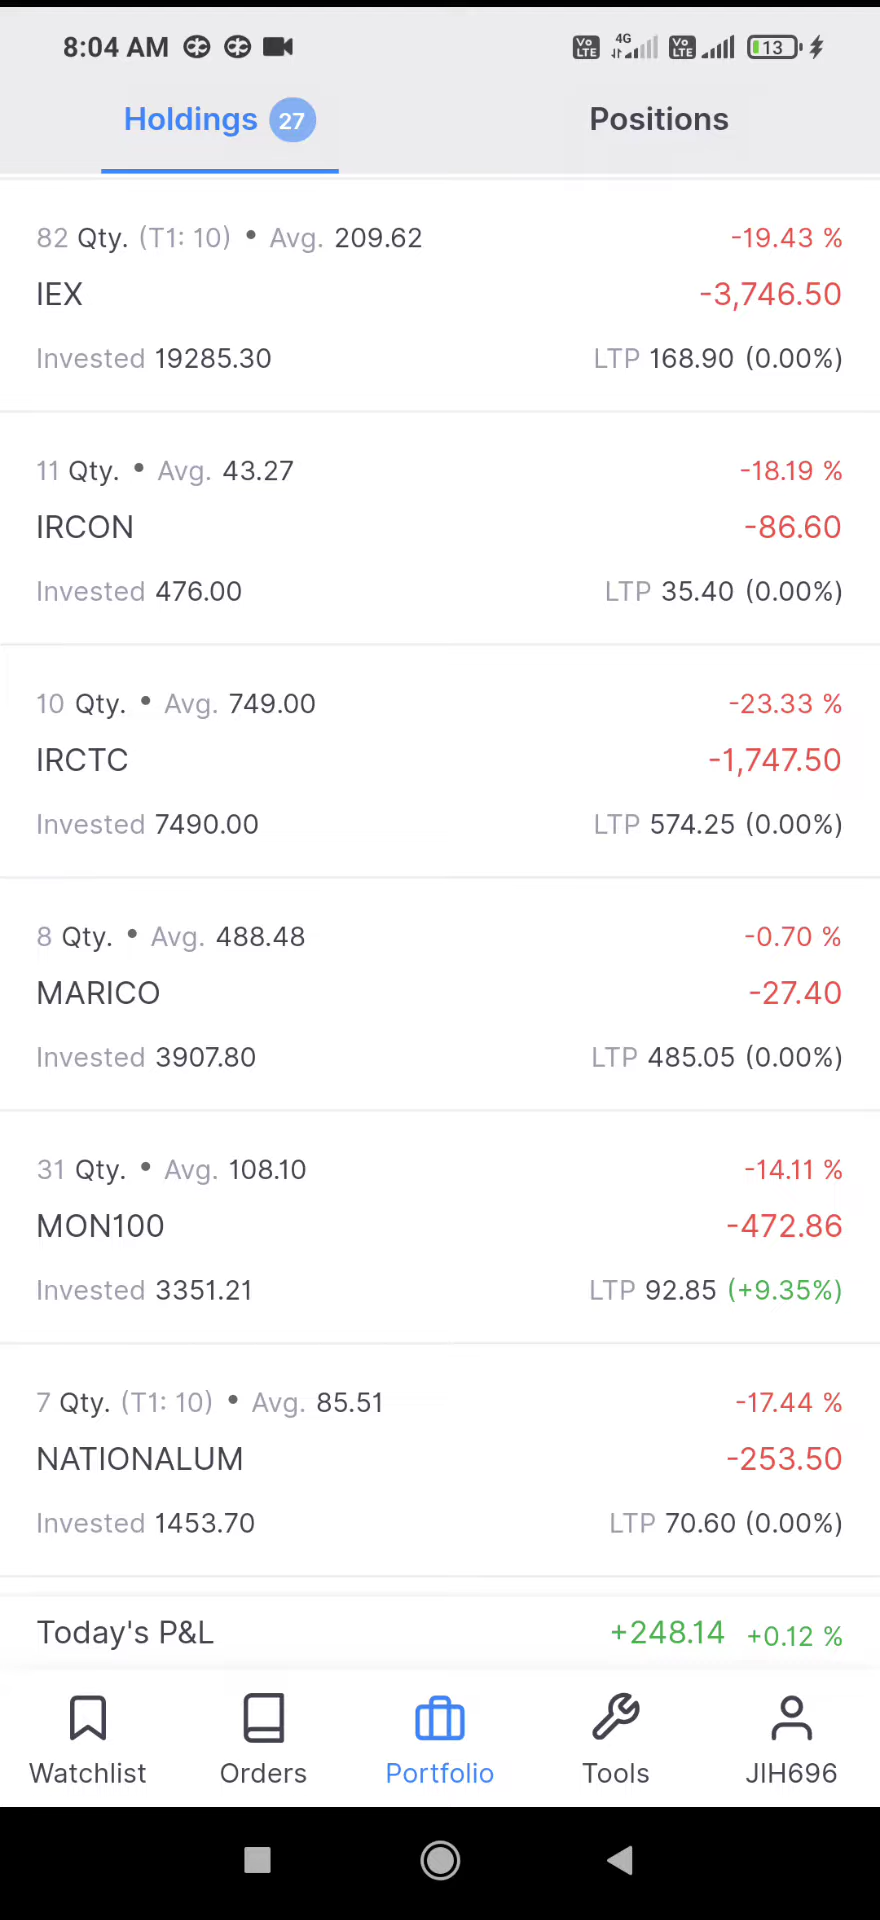 8:04 AM Vo LTE 4G Vo LTE 13
Holdings 27 Positions
82 Qty. (T1: 10) • Avg. 209.62 -19.43 %
IEX -3,746.50
Invested 19285.30 LTP 168.90 (0.00%)
11 Qty. • Avg. 43.27 -18.19 %
IRCON -86.60
Invested 476.00 LTP 35.40 (0.00%)
10 Qty. • Avg. 749.00 -23.33 %
IRCTC -1,747.50
Invested 7490.00 LTP 574.25 (0.00%)
8 Qty. • Avg. 488.48 -0.70 %
MARICO -27.40
Invested 3907.80 LTP 485.05 (0.00%)
31 Qty. • Avg. 108.10 -14.11 %
MON100 -472.86
Invested 3351.21 LTP 92.85 (+9.35%)
7 Qty. (T1: 10) • Avg. 85.51 -17.44 %
NATIONALUM -253.50
Invested 1453.70 LTP 70.60 (0.00%)
Today's P&L +248.14 +0.12 %
Watchlist Orders Portfolio Tools JIH696